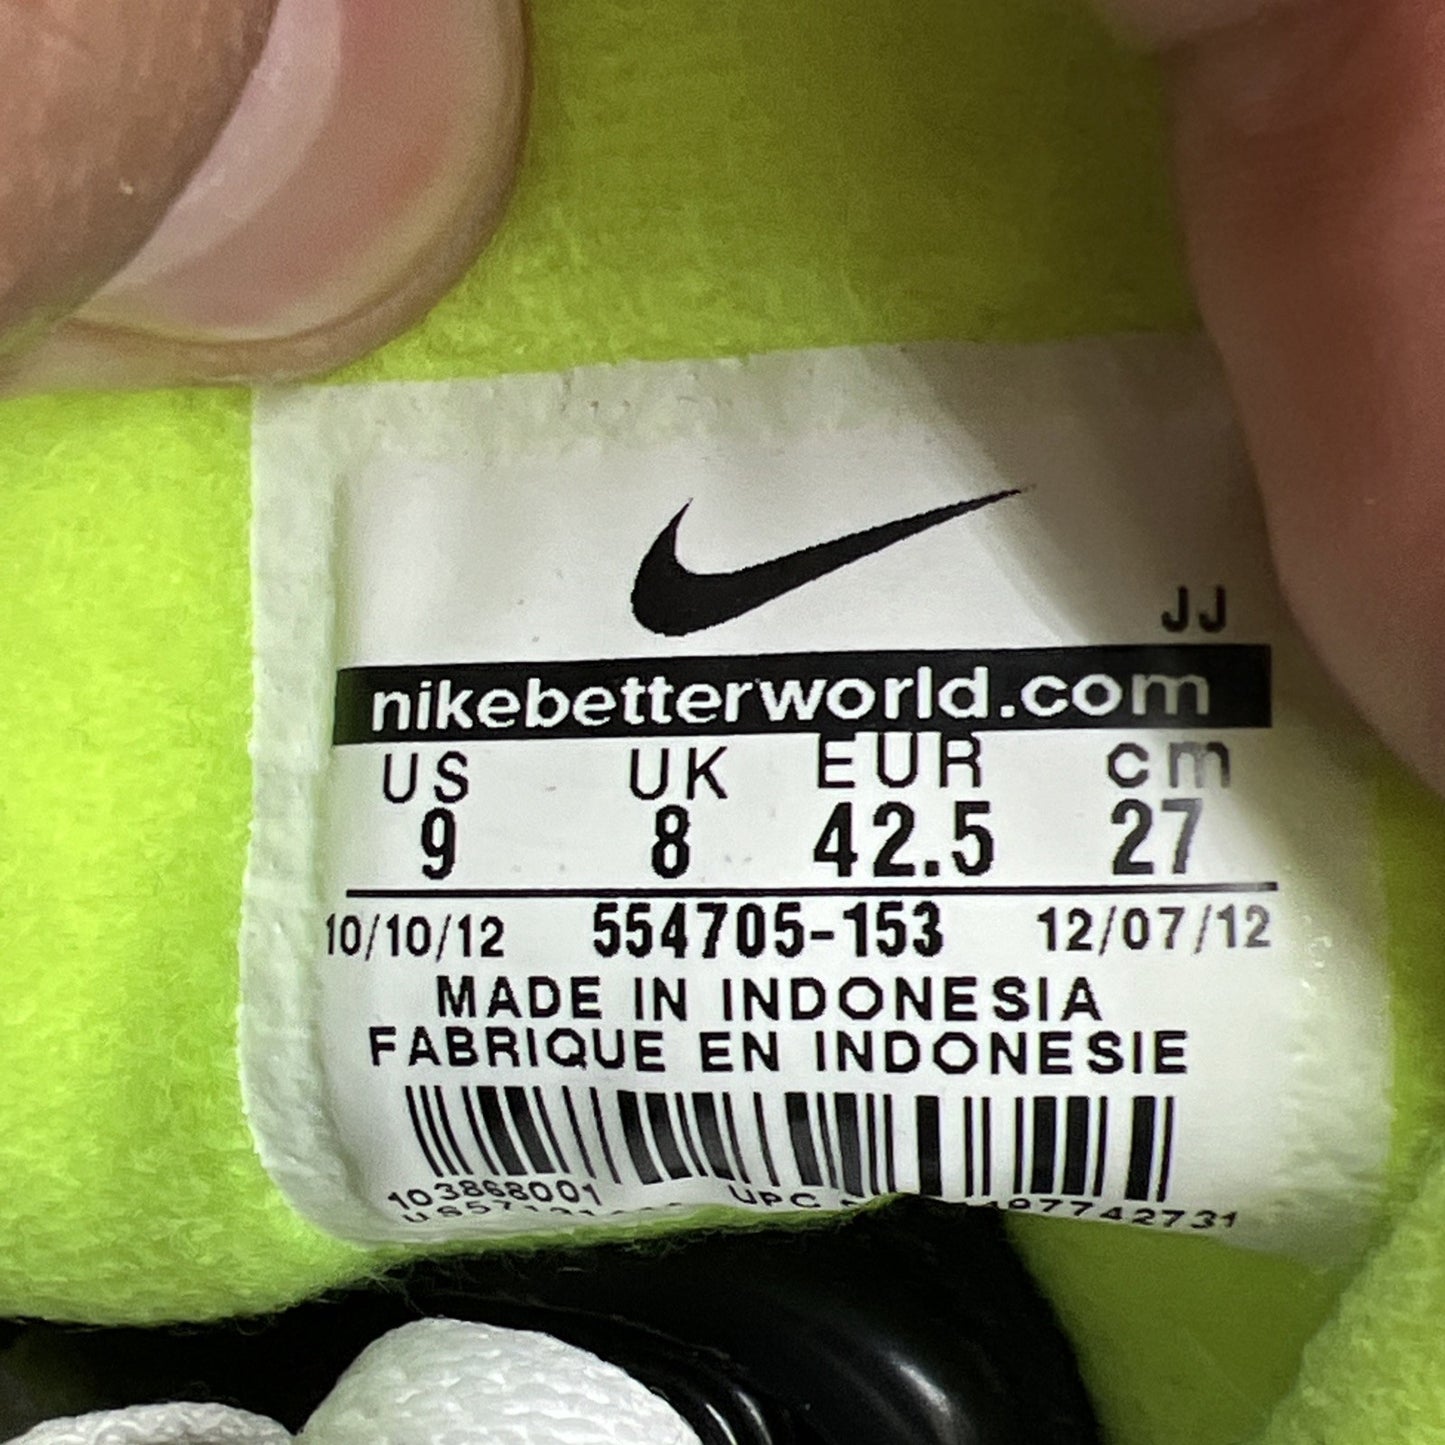 JJ
nikebetterworld.com
US UK EUR cm
9 8 42.5 27
10/10/12 554705-153 12/07/12
MADE IN INDONESIA
FABRIQUE EN INDONESIE
103868001 UPC